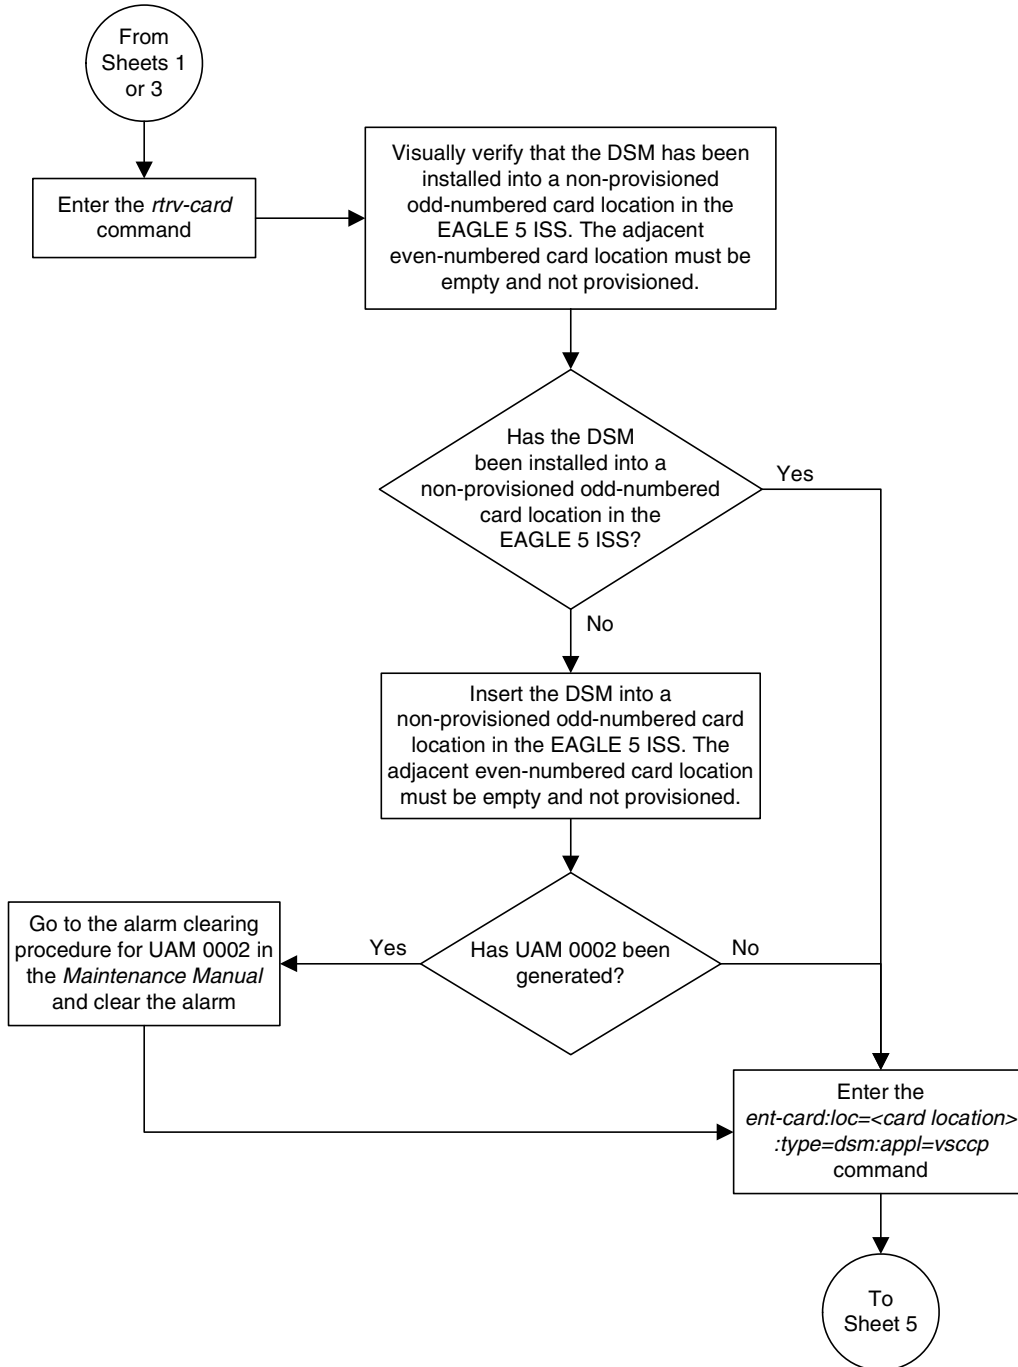 From
Sheets 1
or 3
Enter the rtrv-card
command
Visually verify that the DSM has been
installed into a non-provisioned
odd-numbered card location in the
EAGLE 5 ISS. The adjacent
even-numbered card location must be
empty and not provisioned.
Has the DSM
been installed into a
non-provisioned odd-numbered
card location in the
EAGLE 5 ISS?
Yes
No
Insert the DSM into a
non-provisioned odd-numbered card
location in the EAGLE 5 ISS. The
adjacent even-numbered card location
must be empty and not provisioned.
Has UAM 0002 been
generated?
Yes
No
Go to the alarm clearing
procedure for UAM 0002 in
the Maintenance Manual
and clear the alarm
Enter the
ent-card:loc=<card location>
:type=dsm:appl=vsccp
command
To
Sheet 5